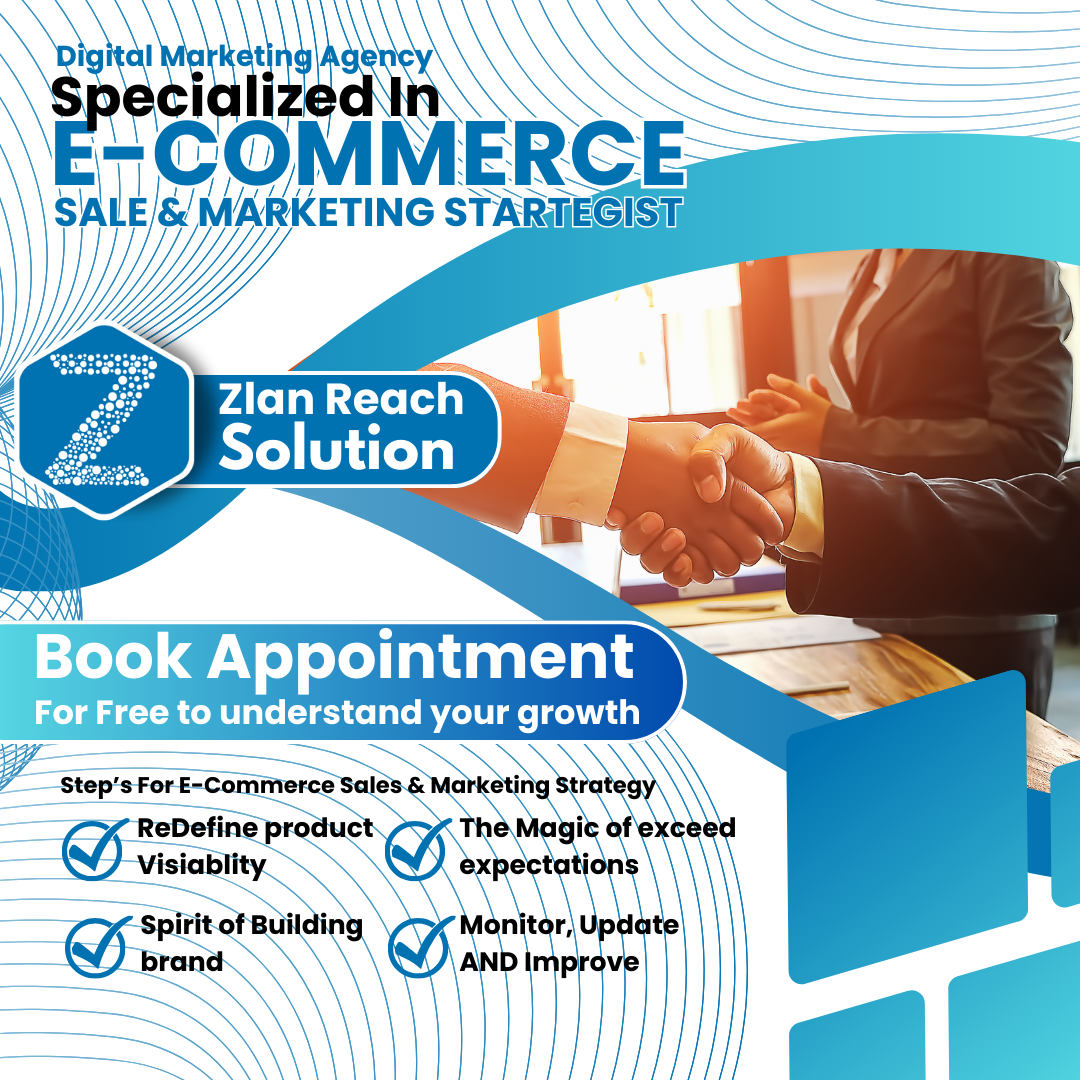 Digital Marketing Agency
Specialized In
E-COMMERCE
SALE & MARKETING STARTEGIST
Z
Zlan Reach
Solution
Book Appointment
For Free to understand your growth
Step's For E-Commerce Sales & Marketing Strategy
ReDefine product
Visiablity
The Magic of exceed
expectations
Spirit of Building
brand
Monitor, Update
AND Improve